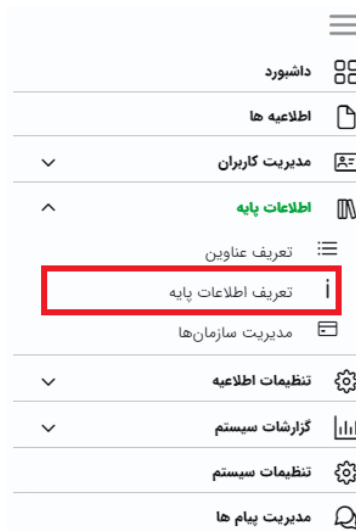 داشبورد
اطلاعیه ها
مدیریت کاربران
اطلاعات پایه
تعریف عناوین
تعریف اطلاعات پایه
مدیریت سازمان‌ها
تنظیمات اطلاعیه
گزارشات سیستم
تنظیمات سیستم
مدیریت پیام ها